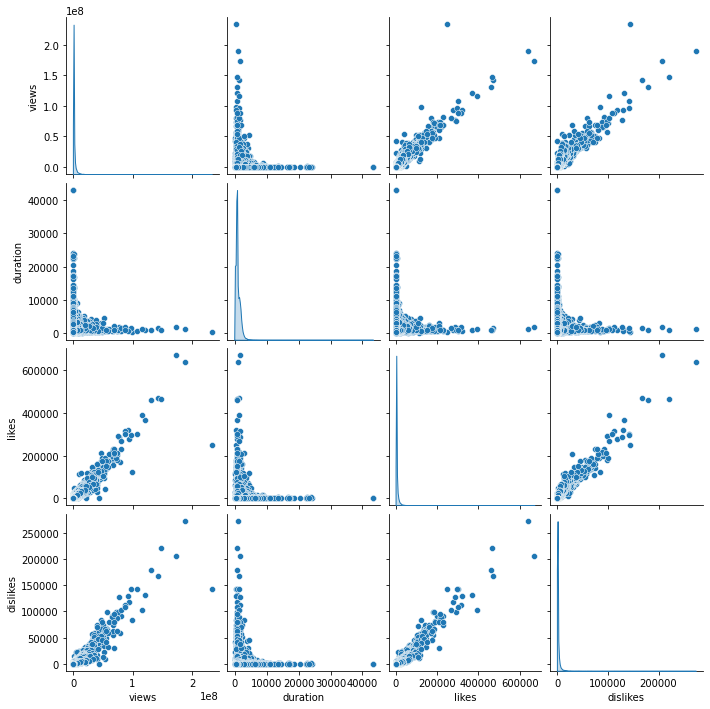 1e8
views
2.0
1.5
1.0
0.5
0.0
duration
40000
30000
20000
10000
0
likes
600000
400000
200000
0
dislikes
250000
200000
150000
100000
50000
0
0 1 2
views
1e8
0 10000 20000 30000 40000
duration
0 200000 400000 600000
likes
0 100000 200000
dislikes